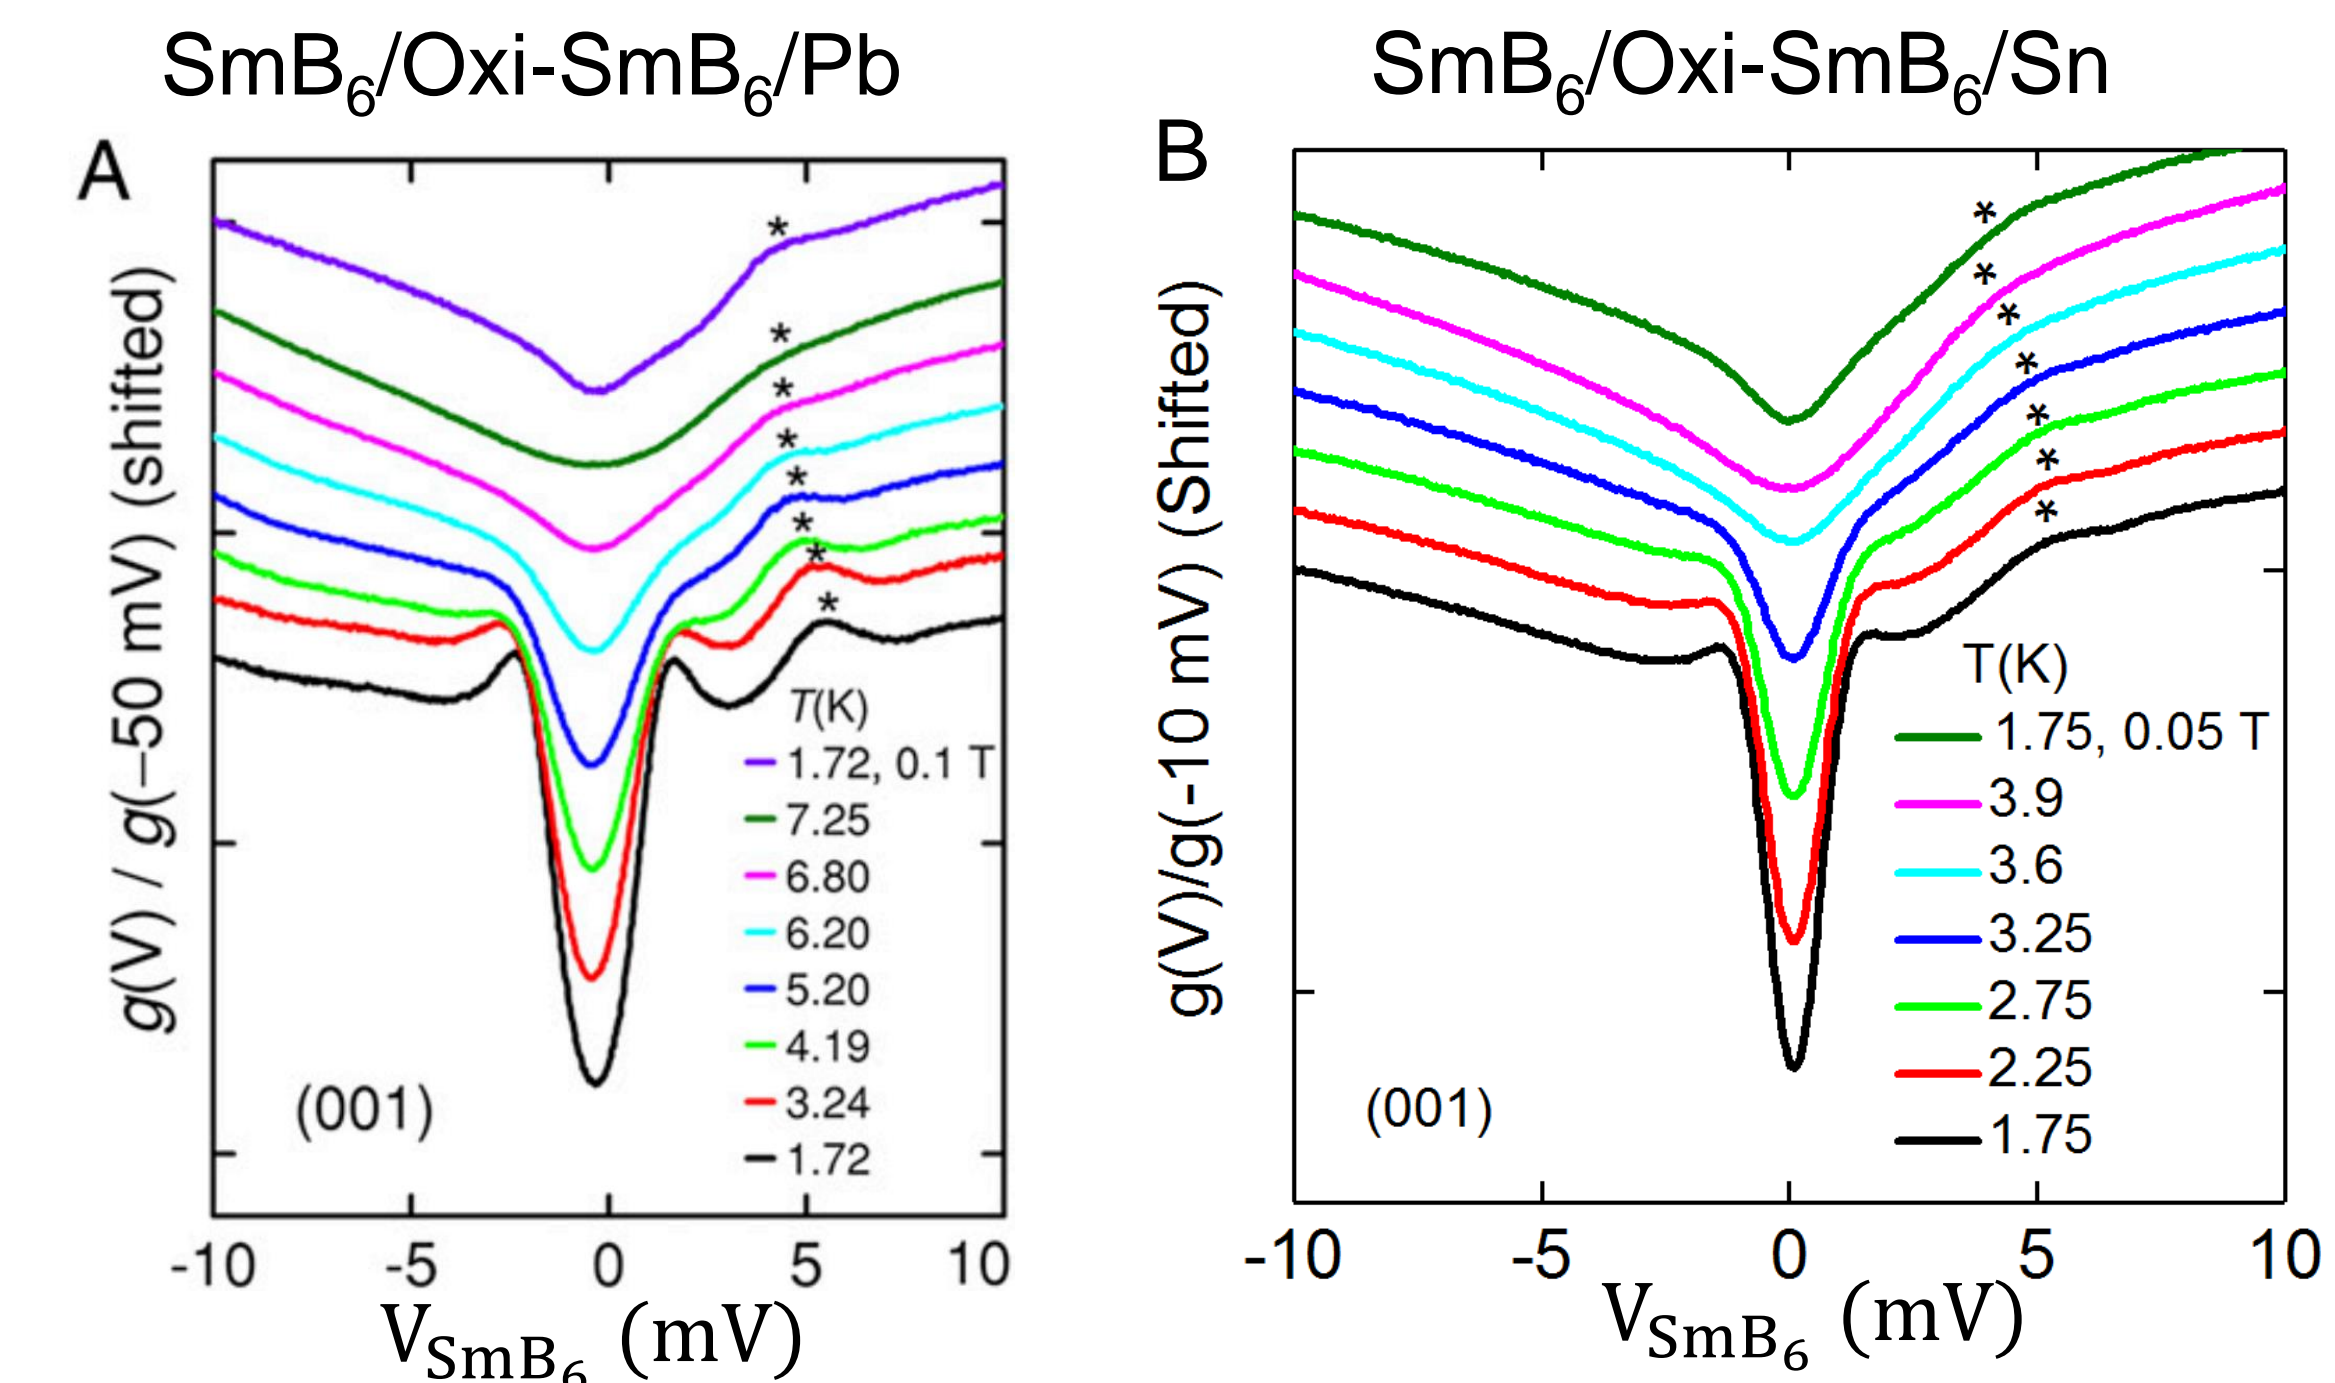 SmB₆/Oxi-SmB₆/Pb
A
g(V) / g(−50 mV) (shifted)
*
*
*
*
*
*
*
*
T(K)
1.72, 0.1 T
7.25
6.80
6.20
5.20
4.19
3.24
1.72
(001)
-10 -5 0 5 10
V_SmB₆ (mV)
SmB₆/Oxi-SmB₆/Sn
B
g(V)/g(-10 mV) (Shifted)
*
*
*
*
*
*
*
T(K)
1.75, 0.05 T
3.9
3.6
3.25
2.75
2.25
1.75
(001)
-10 -5 0 5 10
V_SmB₆ (mV)